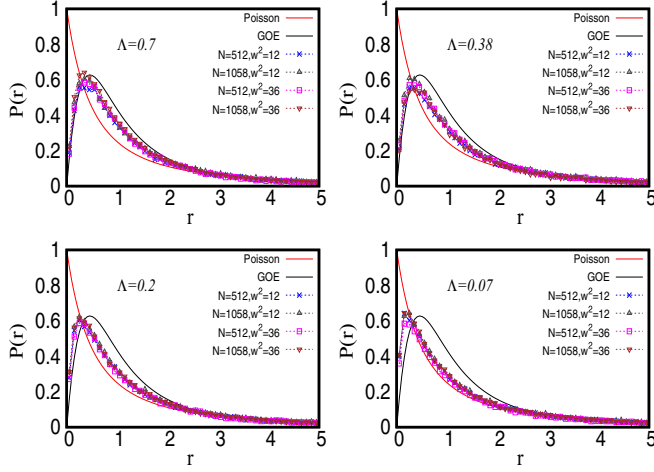 P(r)
1
0.8
0.6
0.4
0.2
0
Λ=0.7
Poisson
GOE
N=512,w²=12
N=1058,w²=12
N=512,w²=36
N=1058,w²=36
0 1 2 3 4 5
r
P(r)
1
0.8
0.6
0.4
0.2
0
Λ=0.38
Poisson
GOE
N=512,w²=12
N=1058,w²=12
N=512,w²=36
N=1058,w²=36
0 1 2 3 4 5
r
P(r)
1
0.8
0.6
0.4
0.2
0
Λ=0.2
Poisson
GOE
N=512,w²=12
N=1058,w²=12
N=512,w²=36
N=1058,w²=36
0 1 2 3 4 5
r
P(r)
1
0.8
0.6
0.4
0.2
0
Λ=0.07
Poisson
GOE
N=512,w²=12
N=1058,w²=12
N=512,w²=36
N=1058,w²=36
0 1 2 3 4 5
r